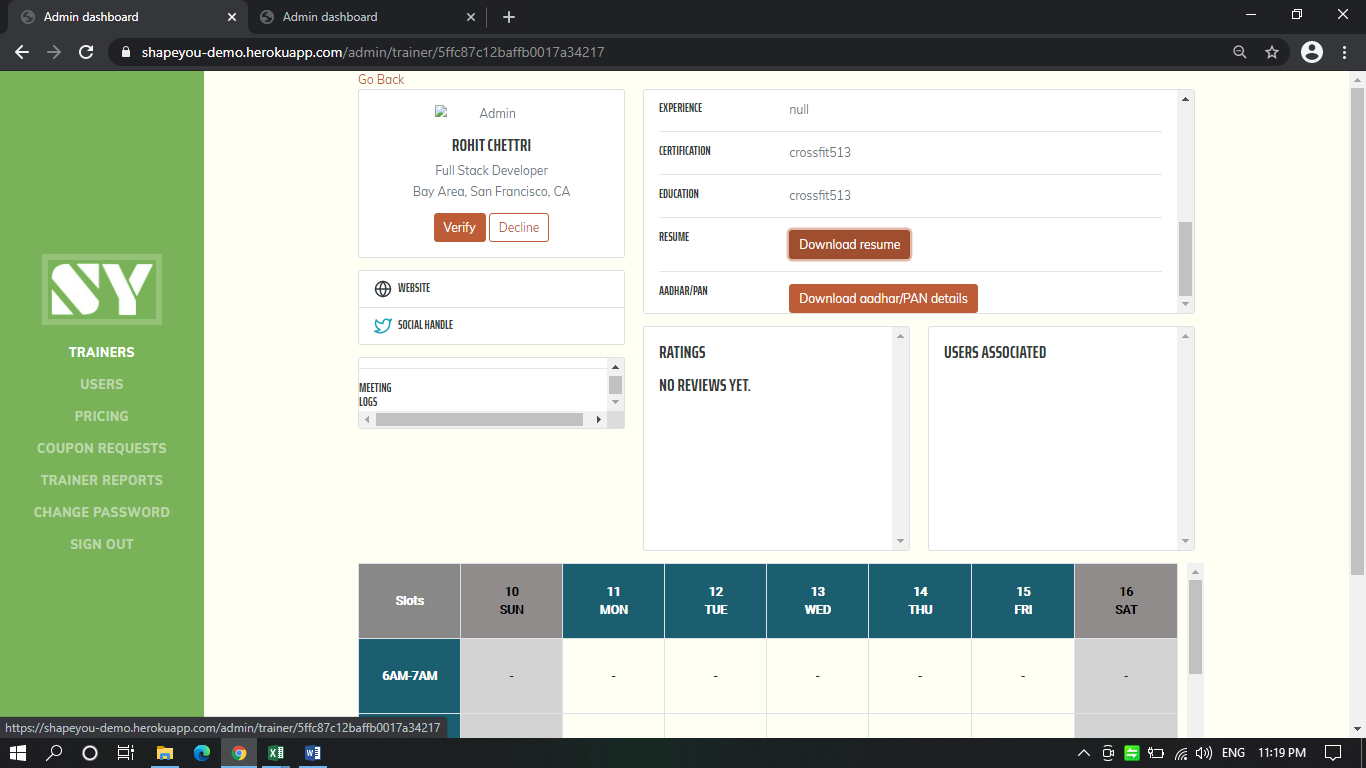 Admin dashboard
Admin dashboard
shapeyou-demo.herokuapp.com/admin/trainer/5ffc87c12baffb0017a34217
SY
TRAINERS
USERS
PRICING
COUPON REQUESTS
TRAINER REPORTS
CHANGE PASSWORD
SIGN OUT
Go Back
Admin
ROHIT CHETTRI
Full Stack Developer
Bay Area, San Francisco, CA
Verify Decline
WEBSITE
SOCIAL HANDLE
MEETING
LOGS
EXPERIENCE null
CERTIFICATION crossfit513
EDUCATION crossfit513
RESUME Download resume
AADHAR/PAN Download aadhar/PAN details
RATINGS
NO REVIEWS YET.
USERS ASSOCIATED
Slots 10 11 12 13 14 15 16
SUN MON TUE WED THU FRI SAT
6AM-7AM - - - - - - -
https://shapeyou-demo.herokuapp.com/admin/trainer/5ffc87c12baffb0017a34217
ENG 11:19 PM